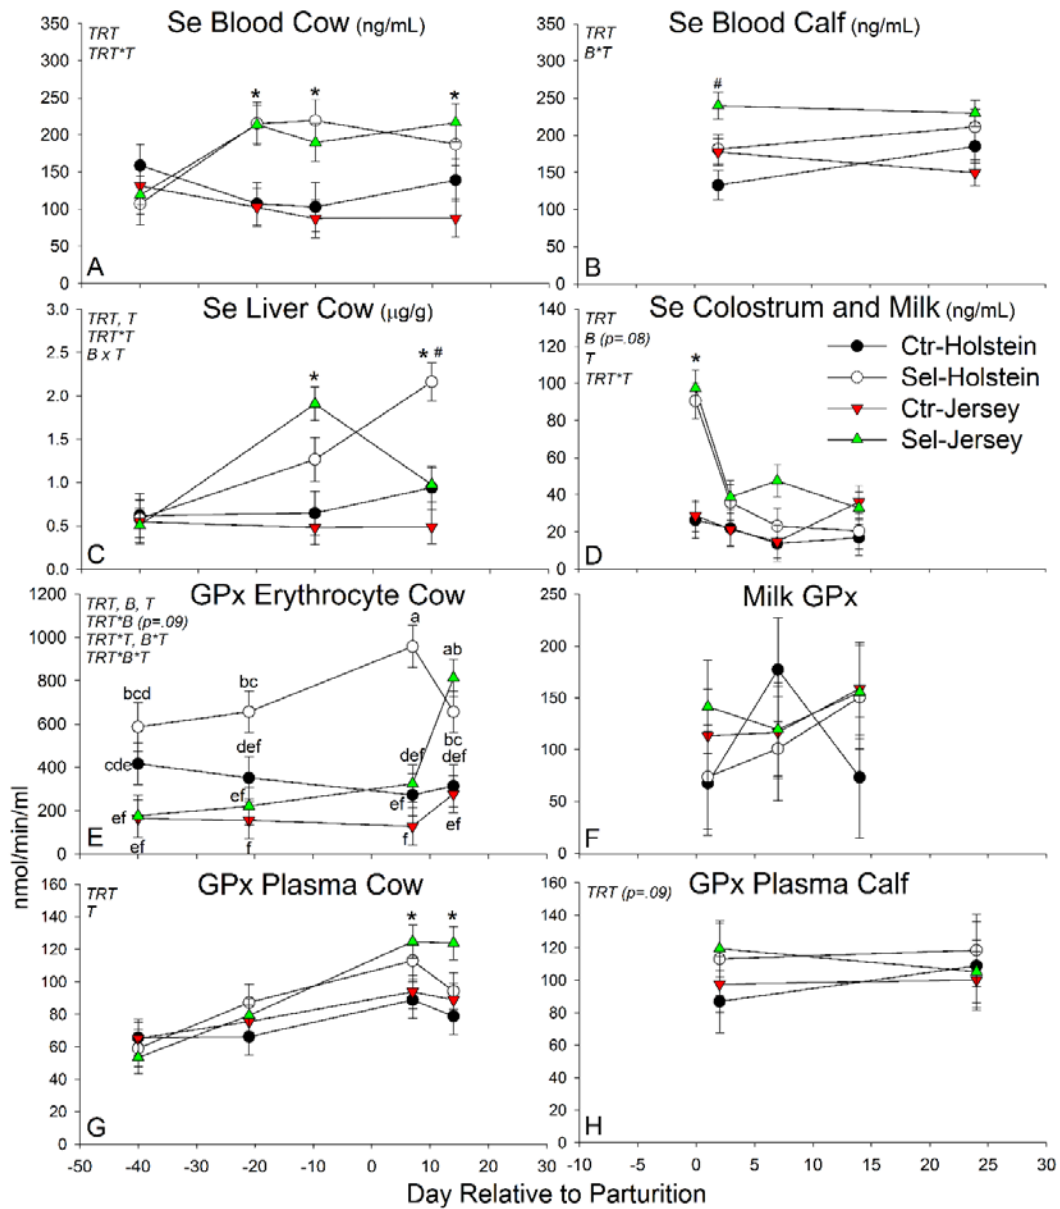 Se Blood Cow (ng/mL)
TRT
TRT*T
350
300
250
200
150
100
50
0
* * *
A
Se Blood Calf (ng/mL)
TRT
B*T
350
300
250
200
150
100
50
0
#
B
Se Liver Cow (μg/g)
TRT, T
TRT*T
B x T
3.0
2.5
2.0
1.5
1.0
0.5
0.0
* * #
C
Se Colostrum and Milk (ng/mL)
TRT
B (p=.08)
T
TRT*T
140
120
100
80
60
40
20
0
*
Ctr-Holstein
Sel-Holstein
Ctr-Jersey
Sel-Jersey
D
GPx Erythrocyte Cow
TRT, B, T
TRT*B (p=.09)
TRT*T, B*T
TRT*B*T
1200
1000
800
600
400
200
0
a
ab
bcd
bc
bc
def
def
def
cde
ef
ef
ef
ef
ef
f
f
E
Milk GPx
250
200
150
100
50
0
F
nmol/min/ml
GPx Plasma Cow
TRT
T
160
140
120
100
80
60
40
20
0
* *
G
-50 -40 -30 -20 -10 0 10 20 30
GPx Plasma Calf
TRT (p=.09)
160
140
120
100
80
60
40
20
0
H
-10 -5 0 5 10 15 20 25 30
Day Relative to Parturition